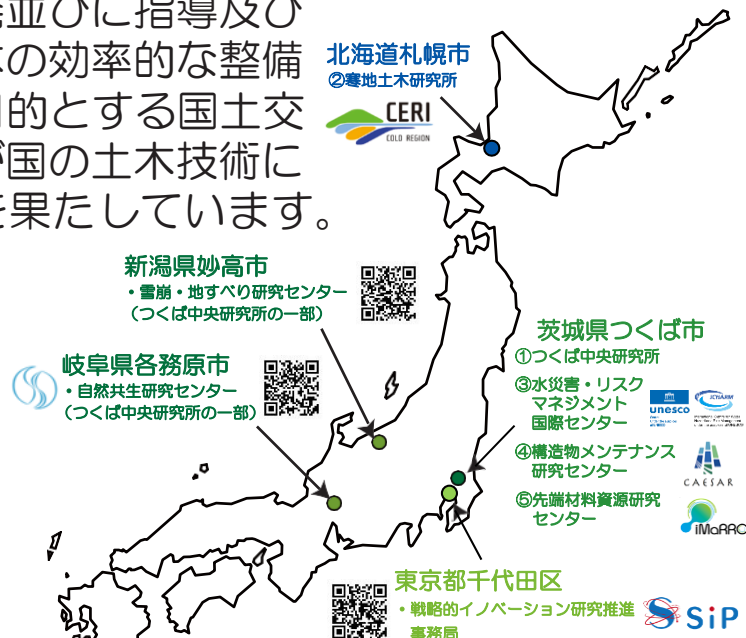 並びに指導及び
の効率的な整備
的とする国土交
国の土木技術に
を果たしています。
北海道札幌市
②寒地土木研究所
CERI
COLD REGION
新潟県妙高市
・雪崩・地すべり研究センター
(つくば中央研究所の一部)
岐阜県各務原市
・自然共生研究センター
(つくば中央研究所の一部)
茨城県つくば市
①つくば中央研究所
③水災害・リスク
マネジメント
国際センター
unesco
ICHARM
④構造物メンテナンス
研究センター
CAESAR
⑤先端材料資源研究
センター
iMaRRC
東京都千代田区
・戦略的イノベーション研究推進
事務局
SiP